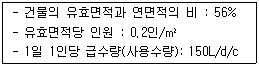 - 건물의 유효면적과 연면적의 비 : 56%
- 유효면적당 인원 : 0.2인/㎡
- 1일 1인당 급수량(사용수량): 150L/d/c